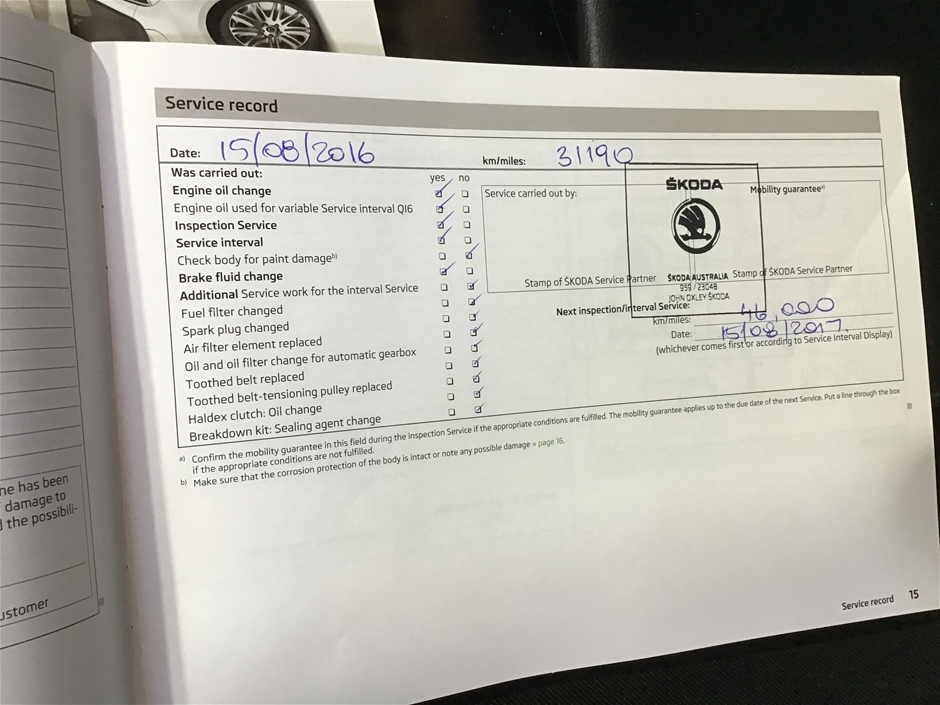 Service record
Date: 15/08/2016 km/miles: 31190
Was carried out: yes no
Engine oil change
Engine oil used for variable Service interval QI6
Inspection Service
Service interval
Check body for paint damage b)
Brake fluid change
Additional Service work for the interval Service
Fuel filter changed
Spark plug changed
Air filter element replaced
Oil and oil filter change for automatic gearbox
Toothed belt replaced
Toothed belt-tensioning pulley replaced
Haldex clutch: Oil change
Breakdown kit: Sealing agent change
Service carried out by:
Mobility guarantee a)
ŠKODA
ŠKODA AUSTRALIA
959 / 23048
JOHN OXLEY ŠKODA
Stamp of ŠKODA Service Partner
Stamp of ŠKODA Service Partner
Next inspection/interval Service:
km/miles: 46,000
Date: 15/08/2017.
(whichever comes first or according to Service Interval Display)
a) Confirm the mobility guarantee in this field during the inspection Service if the appropriate conditions are fulfilled. The mobility guarantee applies up to the due date of the next Service. Put a line through the box
if the appropriate conditions are not fulfilled.
b) Make sure that the corrosion protection of the body is intact or note any possible damage » page 16.
Service record 15
he has been
damage to
the possibili-
ustomer